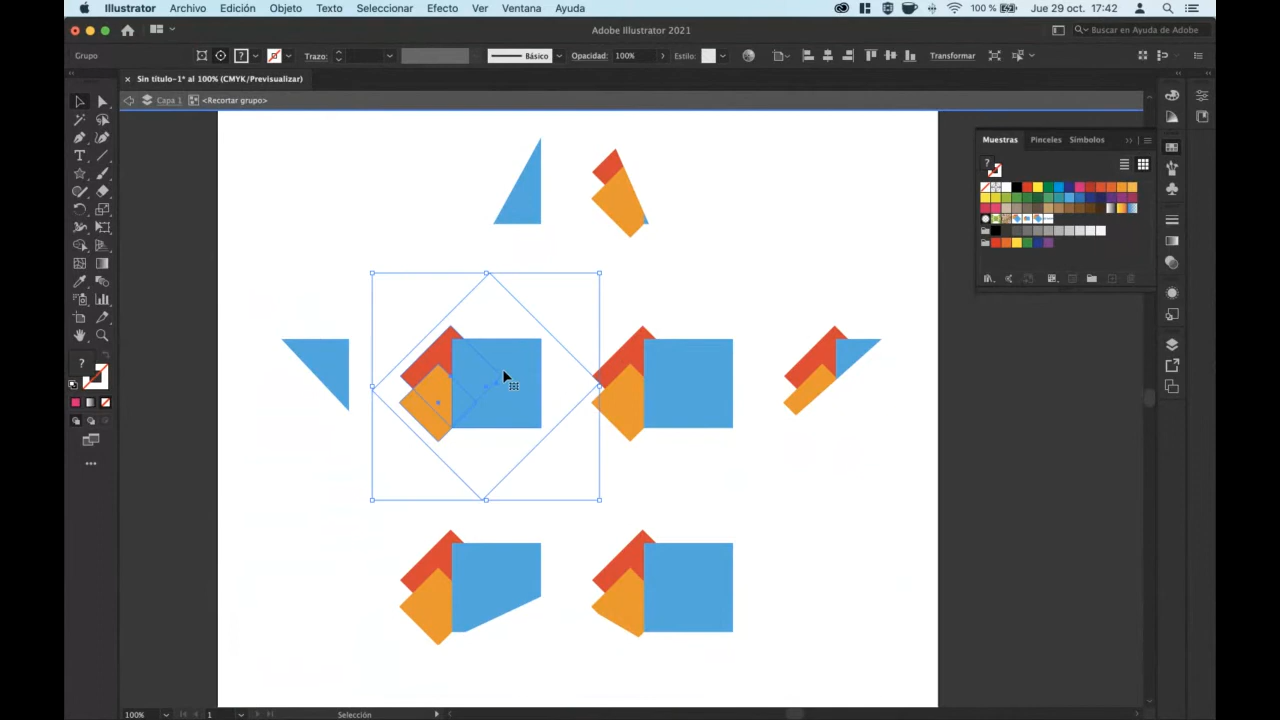 Illustrator Archivo Edición Objeto Texto Seleccionar Efecto Ver Ventana Ayuda 100 % Jue 29 oct. 17:42
Adobe Illustrator 2021 Buscar en Ayuda de Adobe
Grupo ? Trazo: Básico Opacidad: 100% Estilo: Transformar
× Sin título-1* al 100% (CMYK/Previsualizar)
Capa 1 <Recortar grupo>
Muestras Pinceles Símbolos
?
?
100% 1 Selección